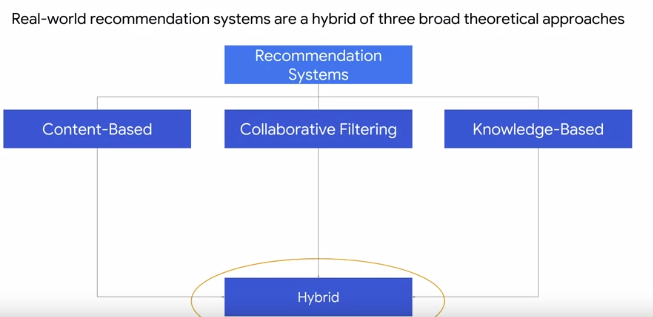 Real-world recommendation systems are a hybrid of three broad theoretical approaches
Recommendation
Systems
Content-Based
Collaborative Filtering
Knowledge-Based
Hybrid